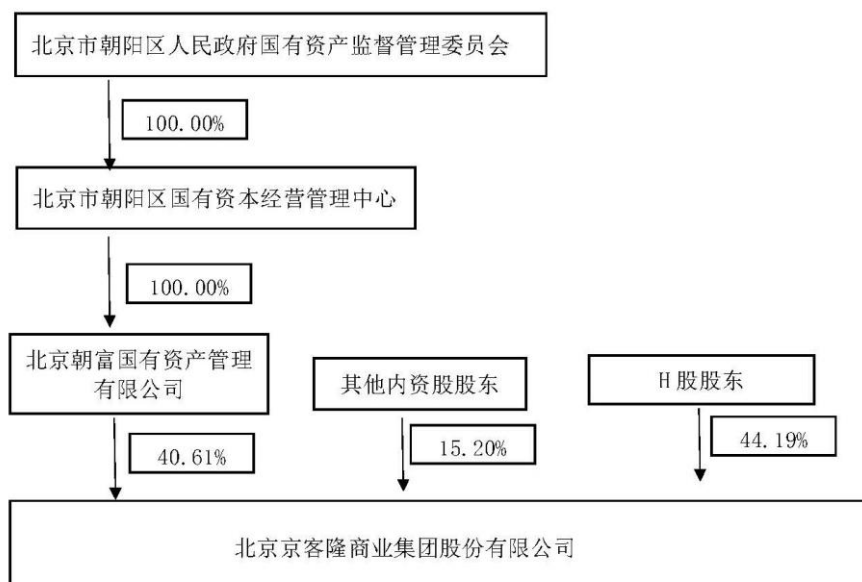 北京市朝阳区人民政府国有资产监督管理委员会
100.00%
北京市朝阳区国有资本经营管理中心
100.00%
北京朝富国有资产管理
有限公司
其他内资股股东
H股股东
40.61%
15.20%
44.19%
北京京客隆商业集团股份有限公司